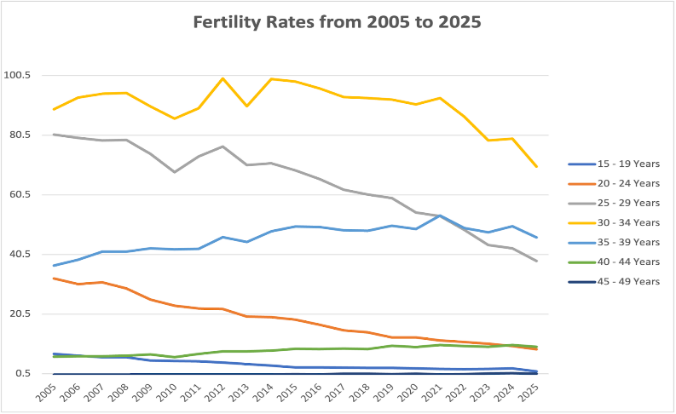 Fertility Rates from 2005 to 2025
100.5
80.5
60.5
40.5
20.5
0.5
2005 2006 2007 2008 2009 2010 2011 2012 2013 2014 2015 2016 2017 2018 2019 2020 2021 2022 2023 2024 2025
15 - 19 Years
20 - 24 Years
25 - 29 Years
30 - 34 Years
35 - 39 Years
40 - 44 Years
45 - 49 Years